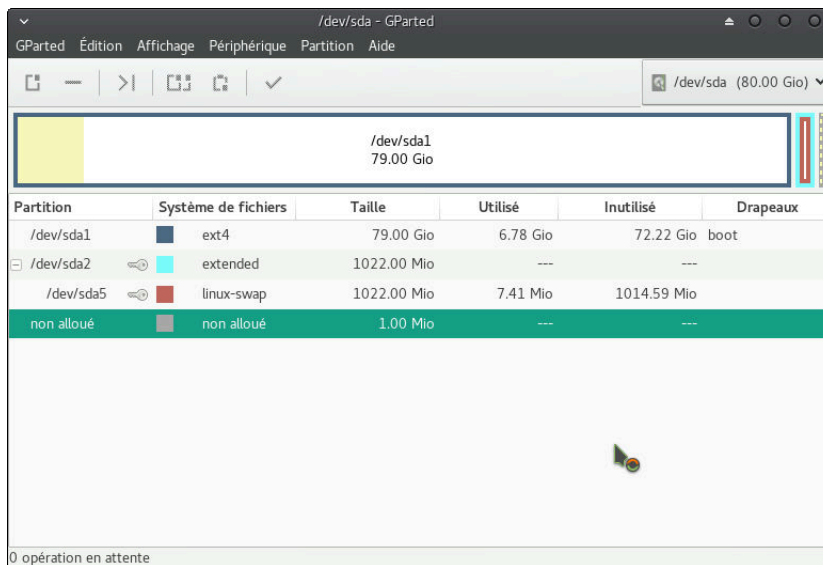 /dev/sda - GParted
GParted Édition Affichage Périphérique Partition Aide
/dev/sda (80.00 Gio)
/dev/sda1
79.00 Gio
Partition Système de fichiers Taille Utilisé Inutilisé Drapeaux
/dev/sda1 ext4 79.00 Gio 6.78 Gio 72.22 Gio boot
/dev/sda2 extended 1022.00 Mio --- ---
/dev/sda5 linux-swap 1022.00 Mio 7.41 Mio 1014.59 Mio
non alloué non alloué 1.00 Mio --- ---
0 opération en attente